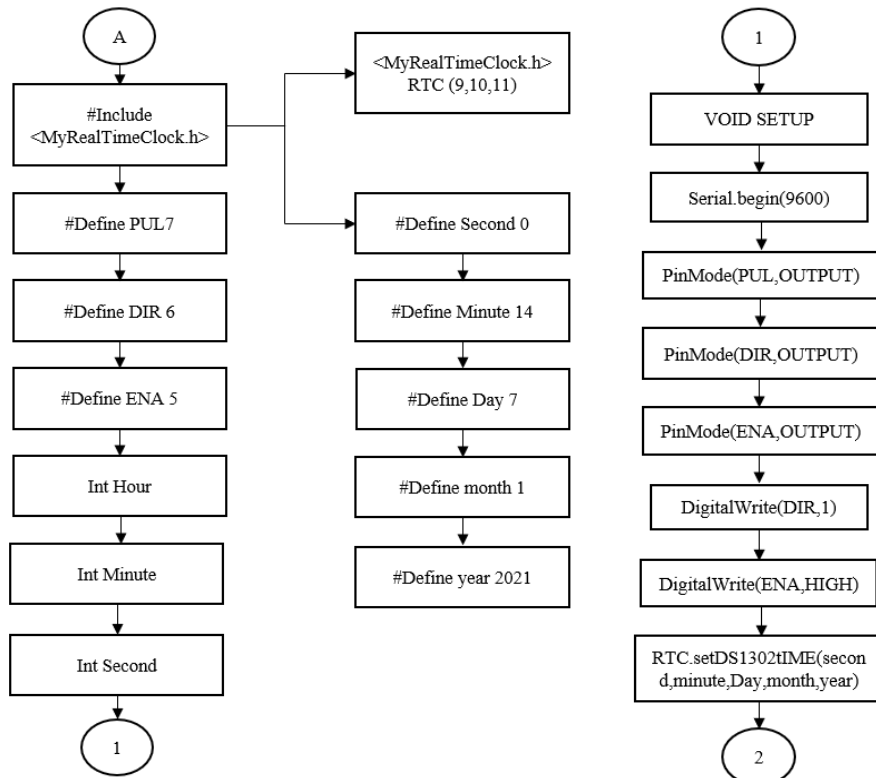 A
#Include
<MyRealTimeClock.h>
#Define PUL7
#Define DIR 6
#Define ENA 5
Int Hour
Int Minute
Int Second
1
<MyRealTimeClock.h>
RTC (9,10,11)
#Define Second 0
#Define Minute 14
#Define Day 7
#Define month 1
#Define year 2021
1
VOID SETUP
Serial.begin(9600)
PinMode(PUL,OUTPUT)
PinMode(DIR,OUTPUT)
PinMode(ENA,OUTPUT)
DigitalWrite(DIR,1)
DigitalWrite(ENA,HIGH)
RTC.setDS1302tIME(secon
d,minute,Day,month,year)
2